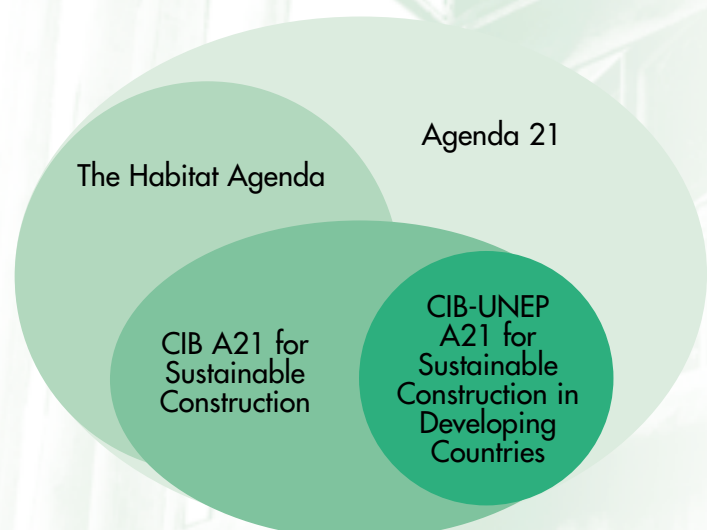 Agenda 21
The Habitat Agenda
CIB A21 for
Sustainable
Construction
CIB-UNEP
A21 for
Sustainable
Construction in
Developing
Countries